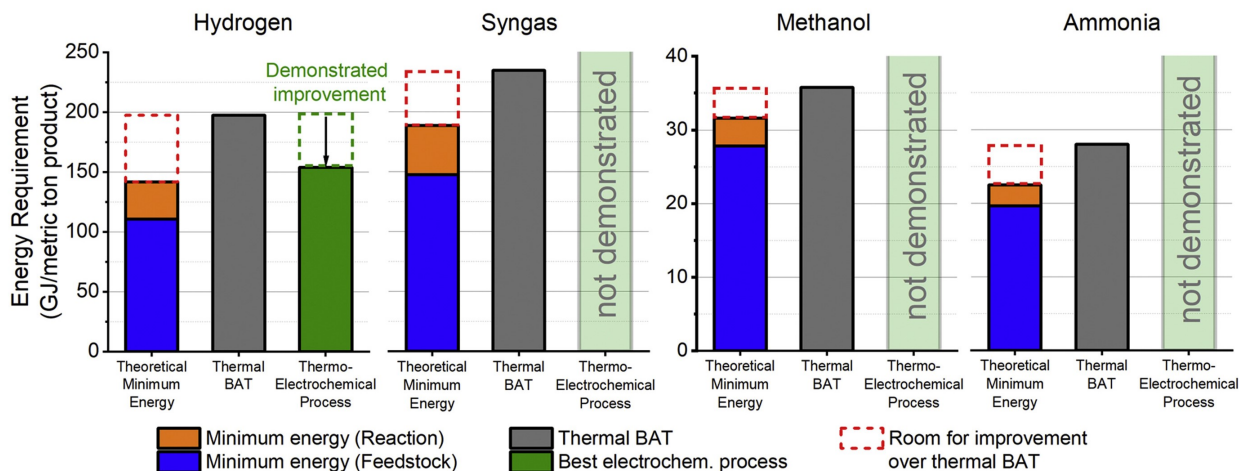 Hydrogen
Syngas
Methanol
Ammonia
Energy Requirement
(GJ/metric ton product)
250
200
150
100
50
0
Demonstrated
improvement
Theoretical
Minimum
Energy
Thermal
BAT
Thermo-
Electrochemical
Process
Theoretical
Minimum
Energy
Thermal
BAT
not demonstrated
Thermo-
Electrochemical
Process
40
30
20
10
0
Theoretical
Minimum
Energy
Thermal
BAT
not demonstrated
Thermo-
Electrochemical
Process
Theoretical
Minimum
Energy
Thermal
BAT
not demonstrated
Thermo-
Electrochemical
Process
Minimum energy (Reaction)
Minimum energy (Feedstock)
Thermal BAT
Best electrochem. process
Room for improvement
over thermal BAT